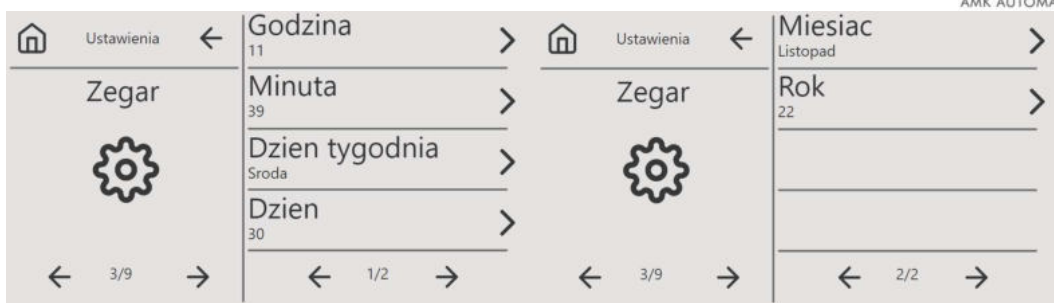 AMK AUTOMA
Ustawienia
Zegar
3/9
Godzina
11
Minuta
39
Dzien tygodnia
Sroda
Dzien
30
1/2
Ustawienia
Zegar
3/9
Miesiac
Listopad
Rok
22
2/2